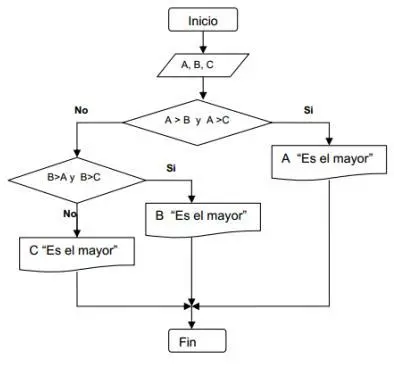 Inicio
A, B, C
No
Si
A > B y A >C
A "Es el mayor"
B>A y B>C
Si
No
B "Es el mayor"
C "Es el mayor"
Fin